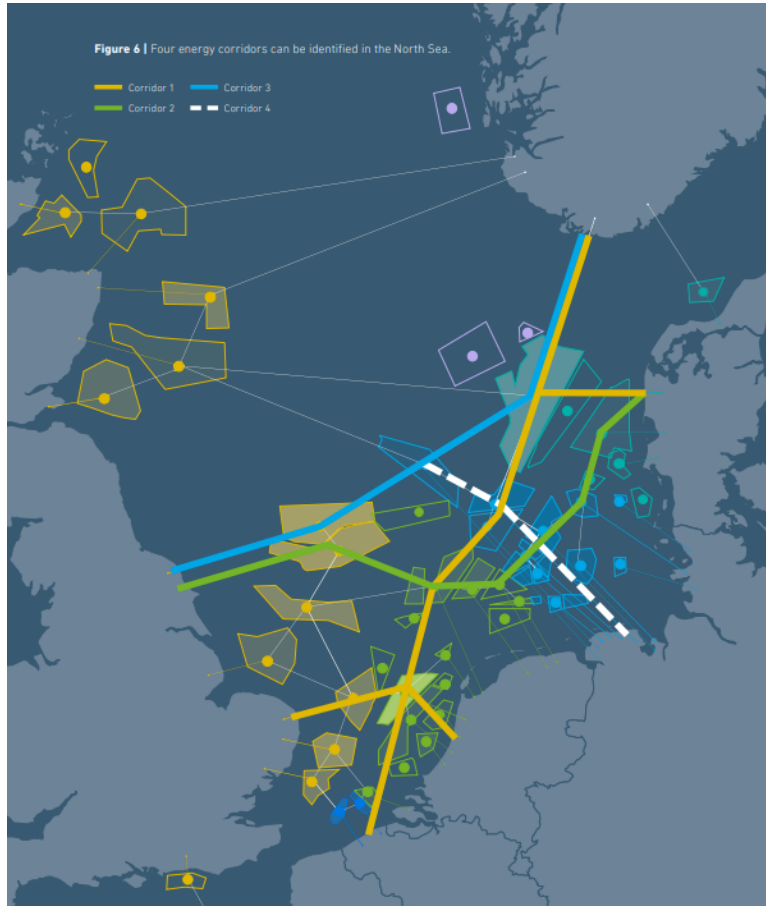 Figure 6 | Four energy corridors can be identified in the North Sea.
Corridor 1
Corridor 3
Corridor 2
Corridor 4